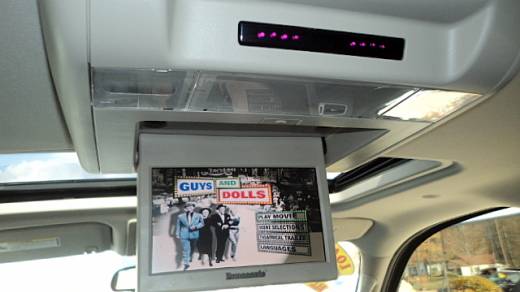 GUYS AND
DOLLS
PLAY MOVIE
SCENE SELECTIONS
THEATRICAL TRAILER
LANGUAGES